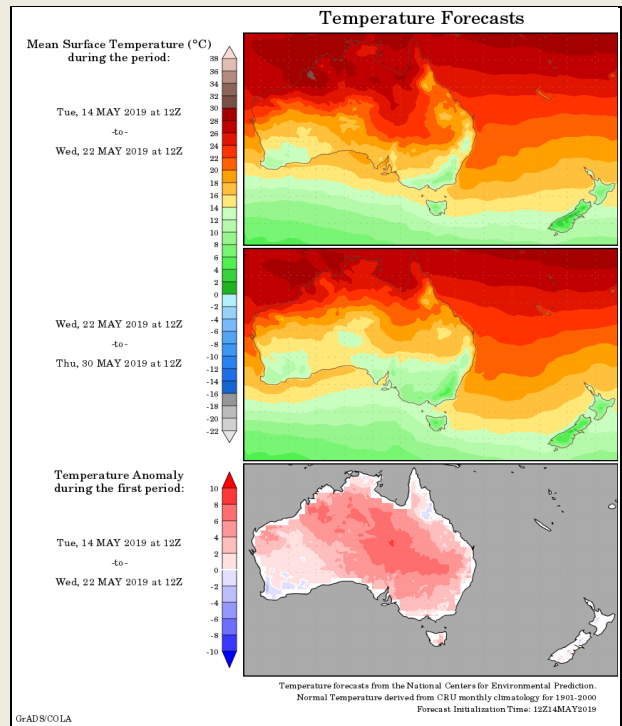 Temperature Forecasts
Mean Surface Temperature (°C)
during the period:
Tue, 14 MAY 2019 at 12Z
-to-
Wed, 22 MAY 2019 at 12Z
38
36
34
32
30
28
26
24
22
20
18
16
14
12
10
8
6
4
2
0
-2
-4
-6
-8
-10
-12
-14
-16
-17
-20
-22
Wed, 22 MAY 2019 at 12Z
-to-
Thu, 30 MAY 2019 at 12Z
Temperature Anomaly
during the first period:
Tue, 14 MAY 2019 at 12Z
-to-
Wed, 22 MAY 2019 at 12Z
10
8
6
4
2
0
-2
-4
-6
-8
-10
Temperature forecasts from the National Centers for Environmental Prediction.
Normal Temperature derived from CRU monthly climatology for 1901-2000
Forecast Initialization Time: 12Z14MAY2019
GrADS/COLA